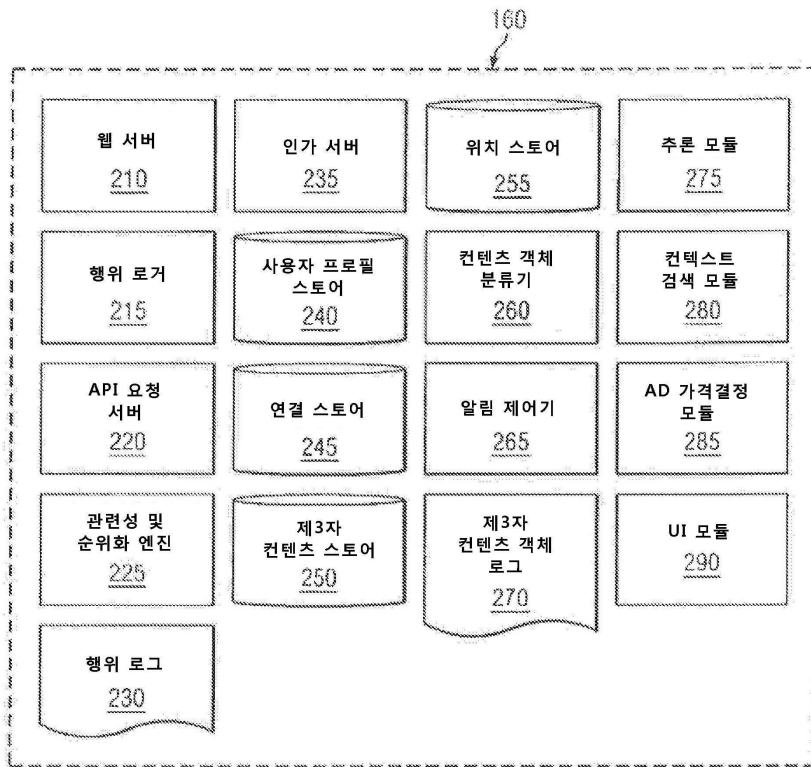 160
웹 서버
210
인가 서버
235
위치 스토어
255
추론 모듈
275
행위 로거
215
사용자 프로필
스토어
240
컨텐츠 객체
분류기
260
컨텍스트
검색 모듈
280
API 요청
서버
220
연결 스토어
245
알림 제어기
265
AD 가격결정
모듈
285
관련성 및
순위화 엔진
225
제3자
컨텐츠 스토어
250
제3자
컨텐츠 객체
로그
270
UI 모듈
290
행위 로그
230